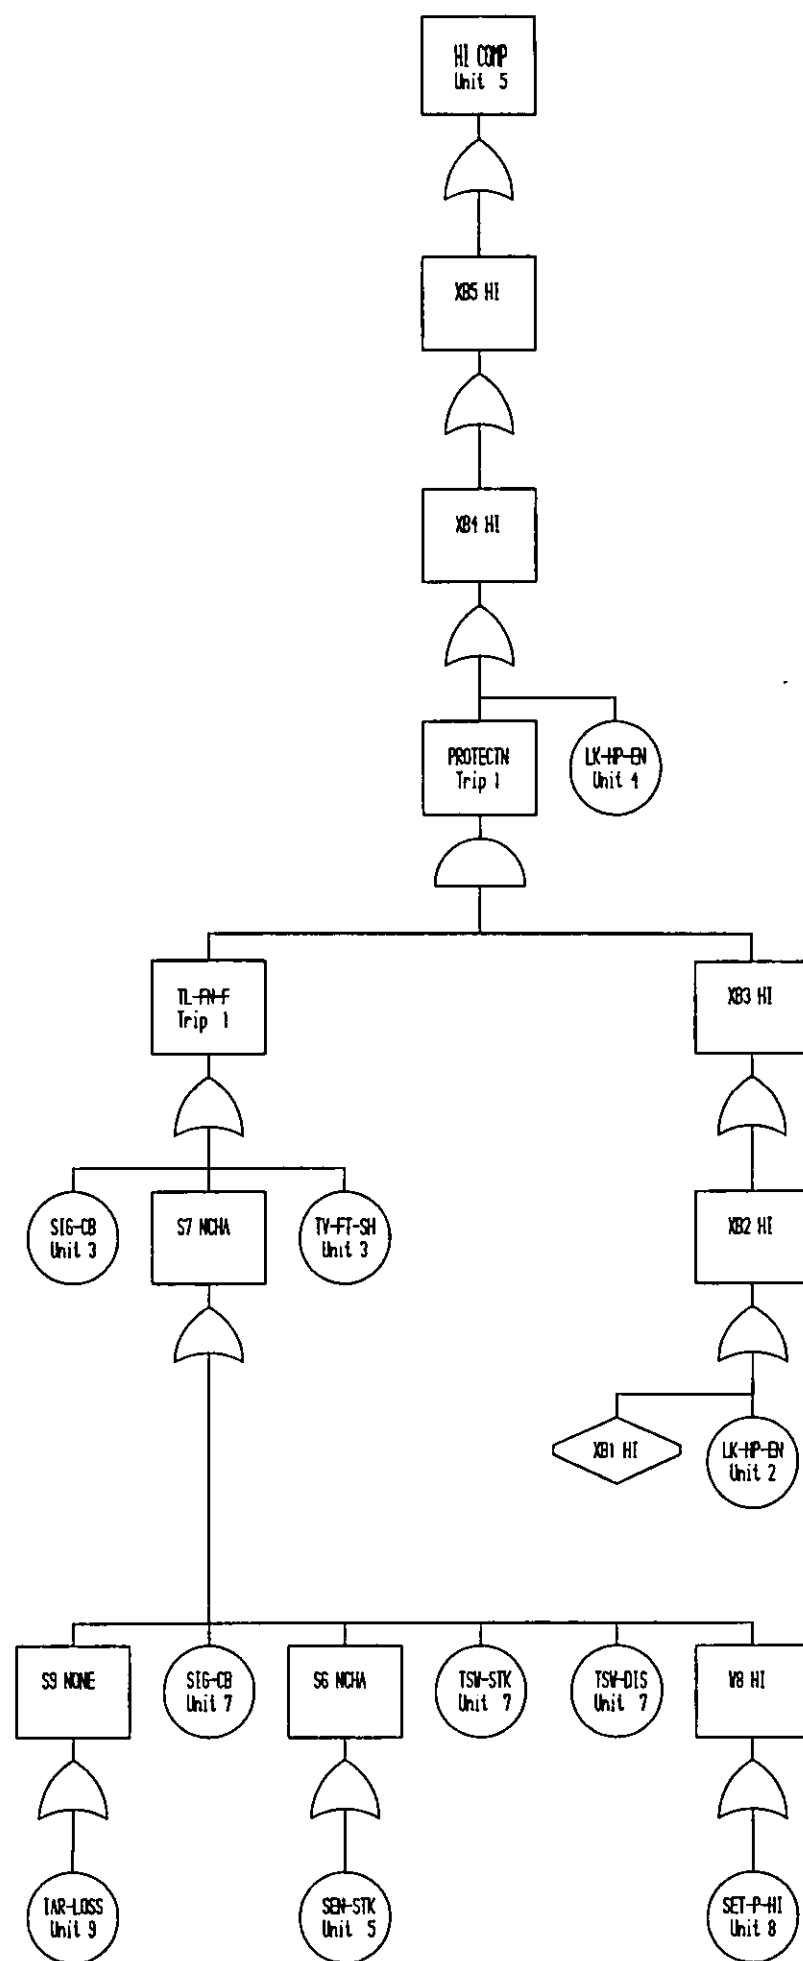 HI COMP
Unit 5
XB5 HI
XB4 HI
PROTECTN
Trip 1
LK-HP-EN
Unit 4
TL-FN-F
Trip 1
XB3 HI
SIG-CB
Unit 3
S7 NCHA
TV-FT-SH
Unit 3
XB2 HI
XB1 HI
LK-HP-EN
Unit 2
S9 NONE
SIG-CB
Unit 7
S6 NCHA
TSW-STK
Unit 7
TSW-DIS
Unit 7
V8 HI
IAR-LOSS
Unit 9
SEN-STK
Unit 5
SET-P-HI
Unit 8